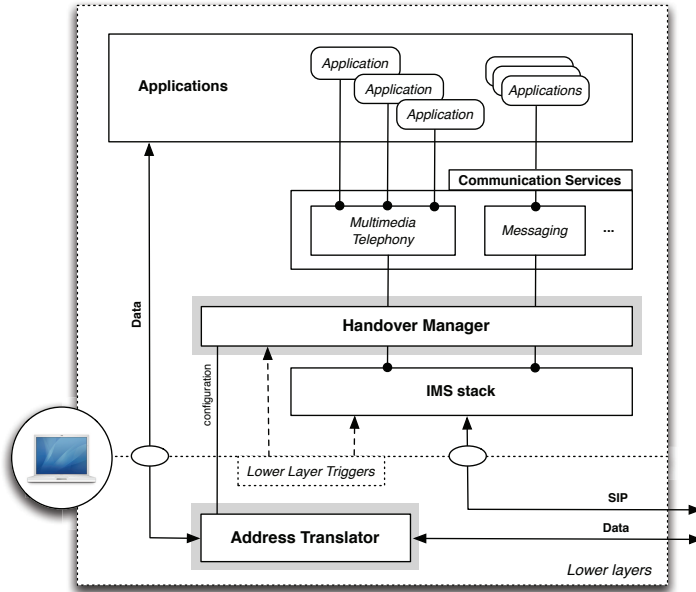 Application
Applications
Application
Applications
Application
Communication Services
Multimedia
Telephony
Messaging
...
Data
Handover Manager
configuration
IMS stack
Lower Layer Triggers
SIP
Data
Address Translator
Lower layers